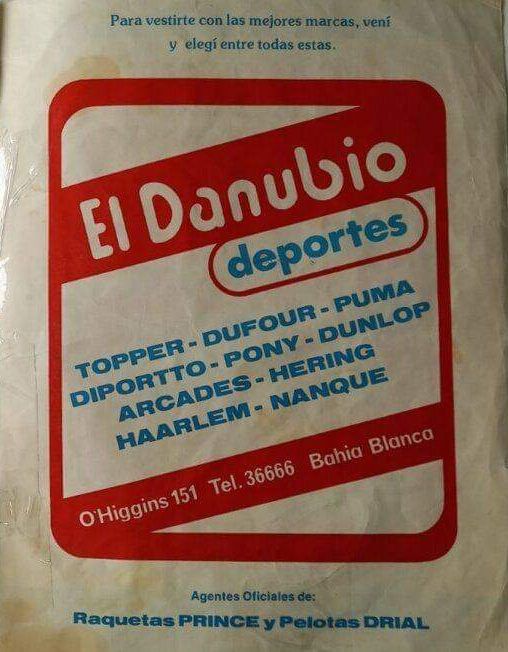 Para vestirte con las mejores marcas, vení
y elegí entre todas estas.
El Danubio
deportes
TOPPER - DUFOUR - PUMA
DIPORTTO - PONY - DUNLOP
ARCADES - HERING
HAARLEM - NANQUE
O'Higgins 151 Tel. 36666 Bahia Blanca
Agentes Oficiales de:
Raquetas PRINCE y Pelotas DRIAL